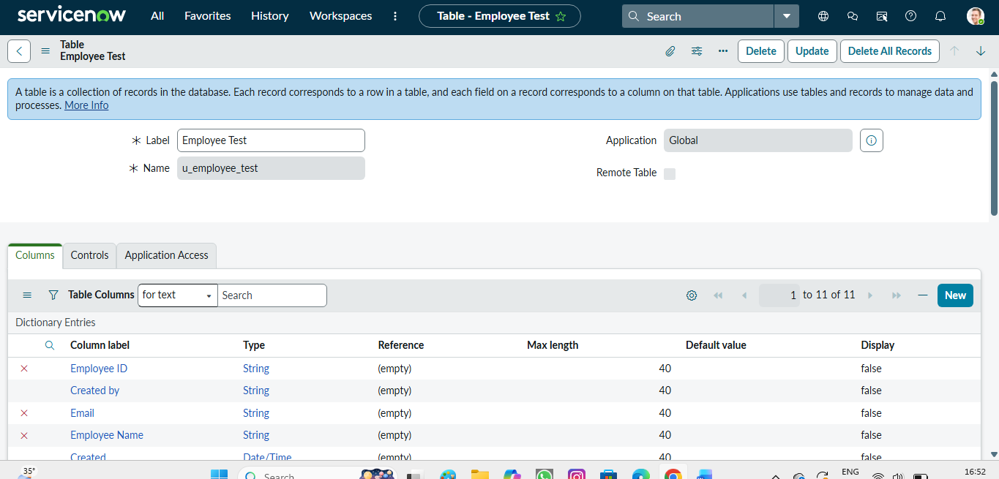 servicenow All Favorites History Workspaces Table - Employee Test Search
Table
Employee Test
Delete Update Delete All Records
A table is a collection of records in the database. Each record corresponds to a row in a table, and each field on a record corresponds to a column on that table. Applications use tables and records to manage data and
processes. More Info
Label Employee Test Application Global
Name u_employee_test
Remote Table
Columns Controls Application Access
Table Columns for text Search 1 to 11 of 11 New
Dictionary Entries
Column label Type Reference Max length Default value Display
Employee ID String (empty) 40 false
Created by String (empty) 40 false
Email String (empty) 40 false
Employee Name String (empty) 40 false
Created Date/Time (empty) 40 false
35° Search ENG 16:52